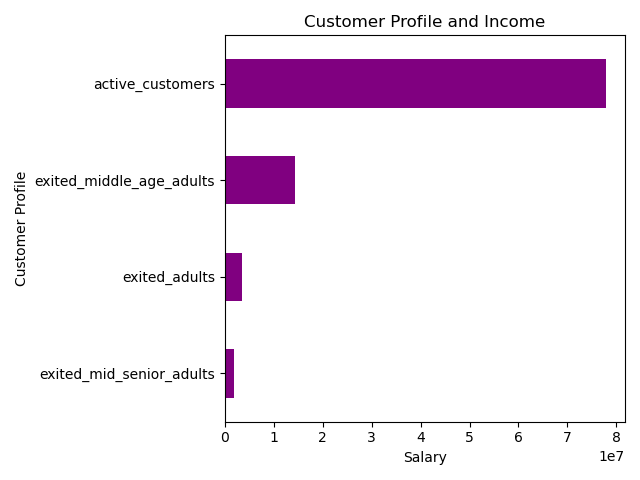 Customer Profile and Income
active_customers
exited_middle_age_adults
exited_adults
exited_mid_senior_adults
Customer Profile
0 1 2 3 4 5 6 7 8
1e7
Salary